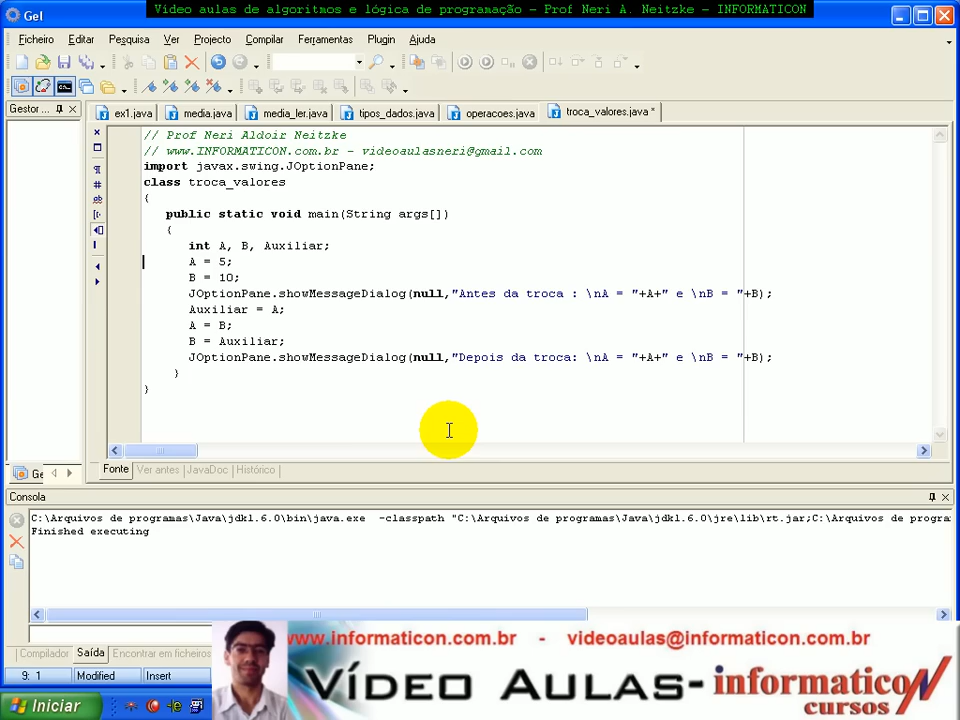 Vídeo aulas de algoritmos e lógica de programação - Prof Neri A. Neitzke - INFORMATICON
Gel
Ficheiro Editar Pesquisa Ver Projecto Compilar Ferramentas Plugin Ajuda
Gestor...
ex1.java media.java media_ler.java tipos_dados.java operacoes.java troca_valores.java *
// Prof Neri Aldoir Neitzke
// www.INFORMATICON.com.br - videoaulasneri@gmail.com
import javax.swing.JOptionPane;
class troca_valores
{
public static void main(String args[])
{
int A, B, Auxiliar;
A = 5;
B = 10;
JOptionPane.showMessageDialog(null,"Antes da troca : \nA = "+A+" e \nB = "+B);
Auxiliar = A;
A = B;
B = Auxiliar;
JOptionPane.showMessageDialog(null,"Depois da troca: \nA = "+A+" e \nB = "+B);
}
}
Ge
Fonte Ver antes JavaDoc Histórico
Consola
C:\Arquivos de programas\Java\jdk1.6.0\bin\java.exe -classpath "C:\Arquivos de programas\Java\jdk1.6.0\jre\lib\rt.jar;C:\Arquivos de progra
Finished executing
www.informaticon.com.br - videoaulas@informaticon.com.br
Compilador Saída Encontrar em ficheiros
9: 1 Modified Insert
Vídeo Aulas-informaticon
cursos
Iniciar